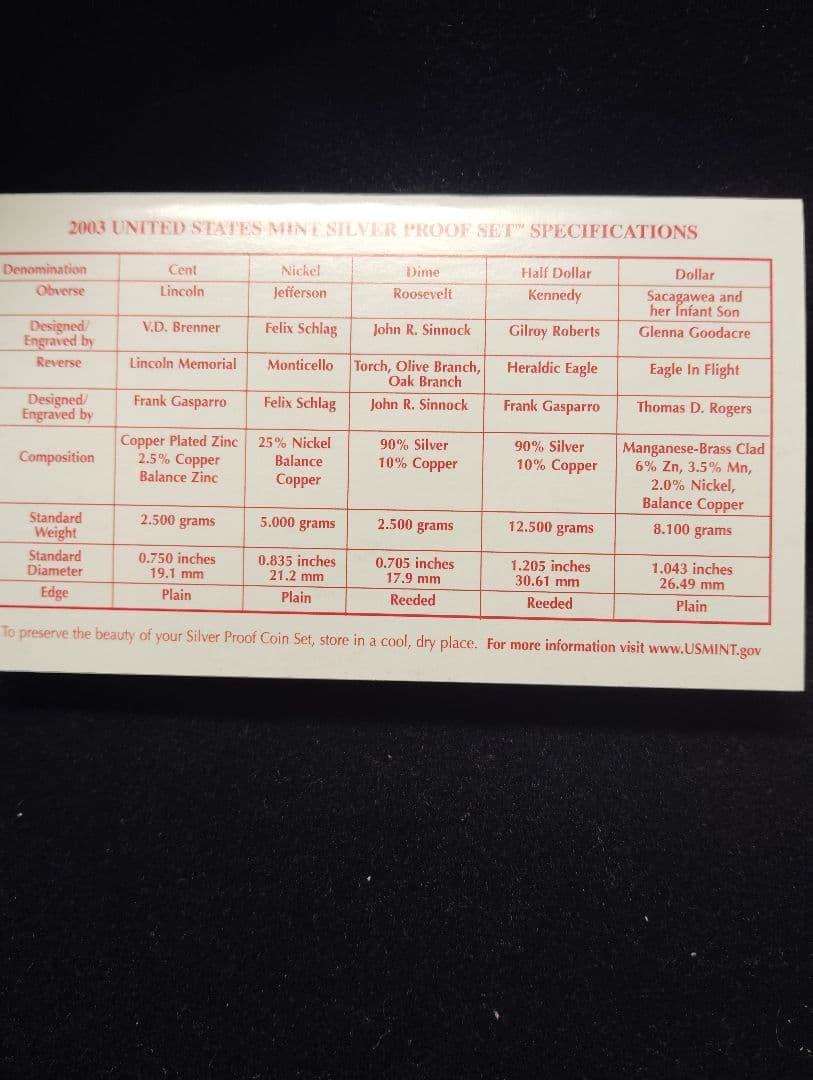 2003 UNITED STATES MINT SILVER PROOF SET™ SPECIFICATIONS
Denomination Cent Nickel Dime Half Dollar Dollar
Obverse Lincoln Jefferson Roosevelt Kennedy Sacagawea and
her Infant Son
Designed/ V.D. Brenner Felix Schlag John R. Sinnock Gilroy Roberts Glenna Goodacre
Engraved by
Reverse Lincoln Memorial Monticello Torch, Olive Branch, Heraldic Eagle Eagle In Flight
Oak Branch
Designed/ Frank Gasparro Felix Schlag John R. Sinnock Frank Gasparro Thomas D. Rogers
Engraved by
Copper Plated Zinc 25% Nickel 90% Silver 90% Silver Manganese-Brass Clad
Composition 2.5% Copper Balance 10% Copper 10% Copper 6% Zn, 3.5% Mn,
Balance Zinc Copper 2.0% Nickel,
Balance Copper
Standard 2.500 grams 5.000 grams 2.500 grams 12.500 grams 8.100 grams
Weight
Standard 0.750 inches 0.835 inches 0.705 inches 1.205 inches 1.043 inches
Diameter 19.1 mm 21.2 mm 17.9 mm 30.61 mm 26.49 mm
Edge Plain Plain Reeded Reeded Plain
To preserve the beauty of your Silver Proof Coin Set, store in a cool, dry place. For more information visit www.USMINT.gov